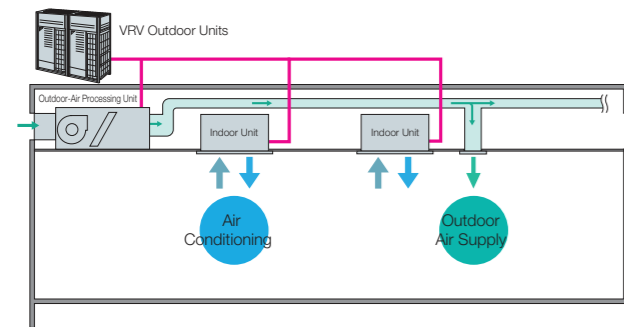 VRV Outdoor Units
Outdoor-Air Processing Unit
Indoor Unit
Indoor Unit
Air
Conditioning
Outdoor
Air Supply